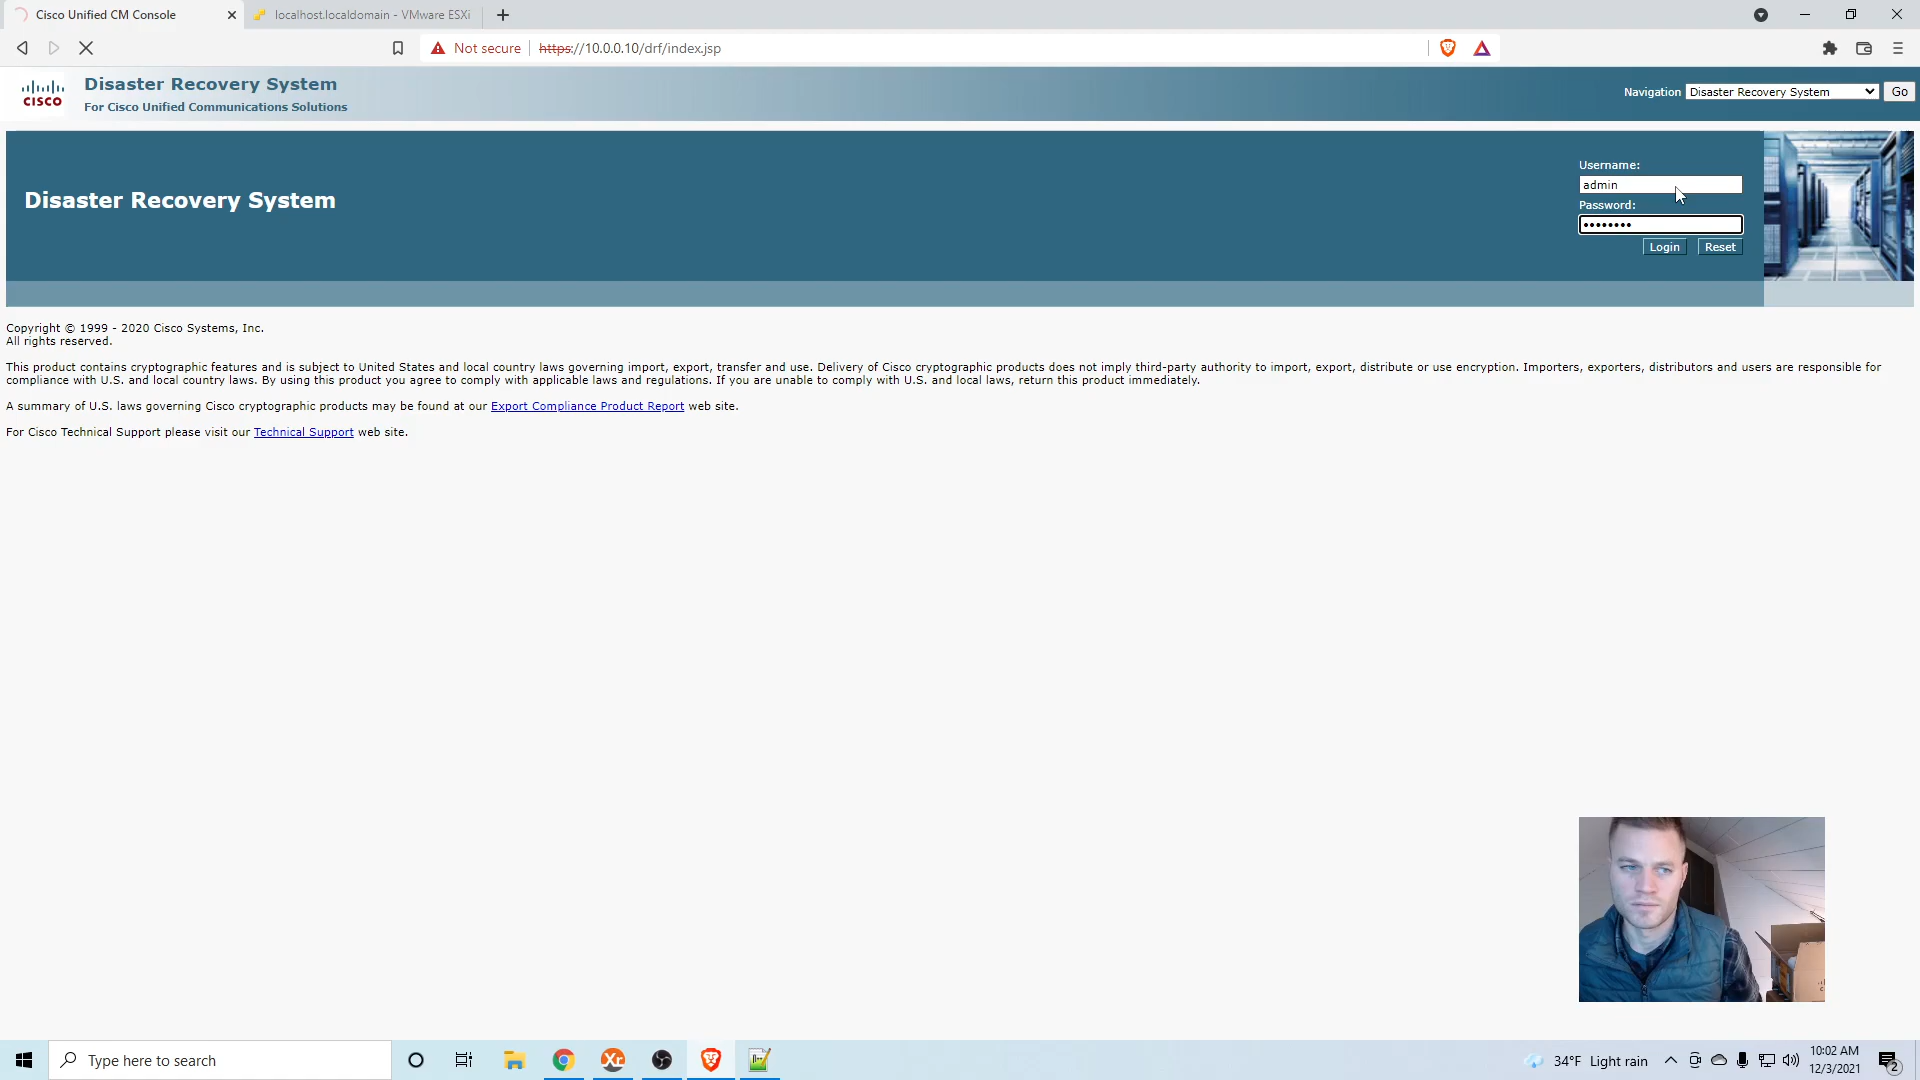 Cisco Unified CM Console
localhost.localdomain - VMware ESXi
Not secure
https://10.0.0.10/drf/index.jsp
CISCO
Disaster Recovery System
For Cisco Unified Communications Solutions
Navigation Disaster Recovery System Go
Disaster Recovery System
Username:
admin
Password:
••••••••
Login Reset
Copyright © 1999 - 2020 Cisco Systems, Inc.
All rights reserved.
This product contains cryptographic features and is subject to United States and local country laws governing import, export, transfer and use. Delivery of Cisco cryptographic products does not imply third-party authority to import, export, distribute or use encryption. Importers, exporters, distributors and users are responsible for
compliance with U.S. and local country laws. By using this product you agree to comply with applicable laws and regulations. If you are unable to comply with U.S. and local laws, return this product immediately.
A summary of U.S. laws governing Cisco cryptographic products may be found at our Export Compliance Product Report web site.
For Cisco Technical Support please visit our Technical Support web site.
Type here to search
Xr
34°F Light rain
10:02 AM
12/3/2021
2